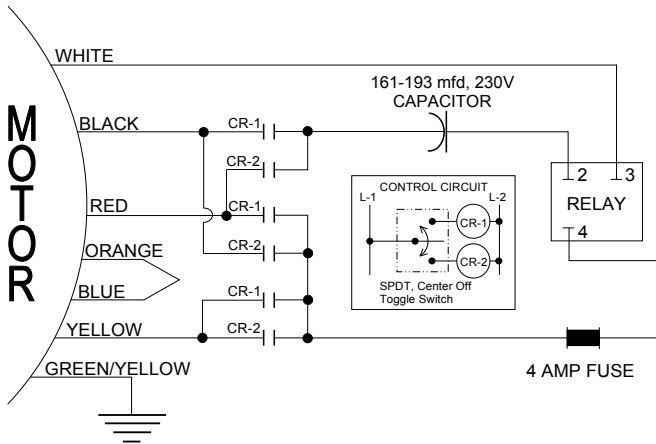 MOTOR
WHITE
161-193 mfd, 230V
CAPACITOR
BLACK
CR-1
CR-2
2
3
RELAY
4
CONTROL CIRCUIT
L-1
L-2
CR-1
CR-2
SPDT, Center Off
Toggle Switch
RED
CR-1
CR-2
ORANGE
BLUE
CR-1
YELLOW
CR-2
4 AMP FUSE
GREEN/YELLOW